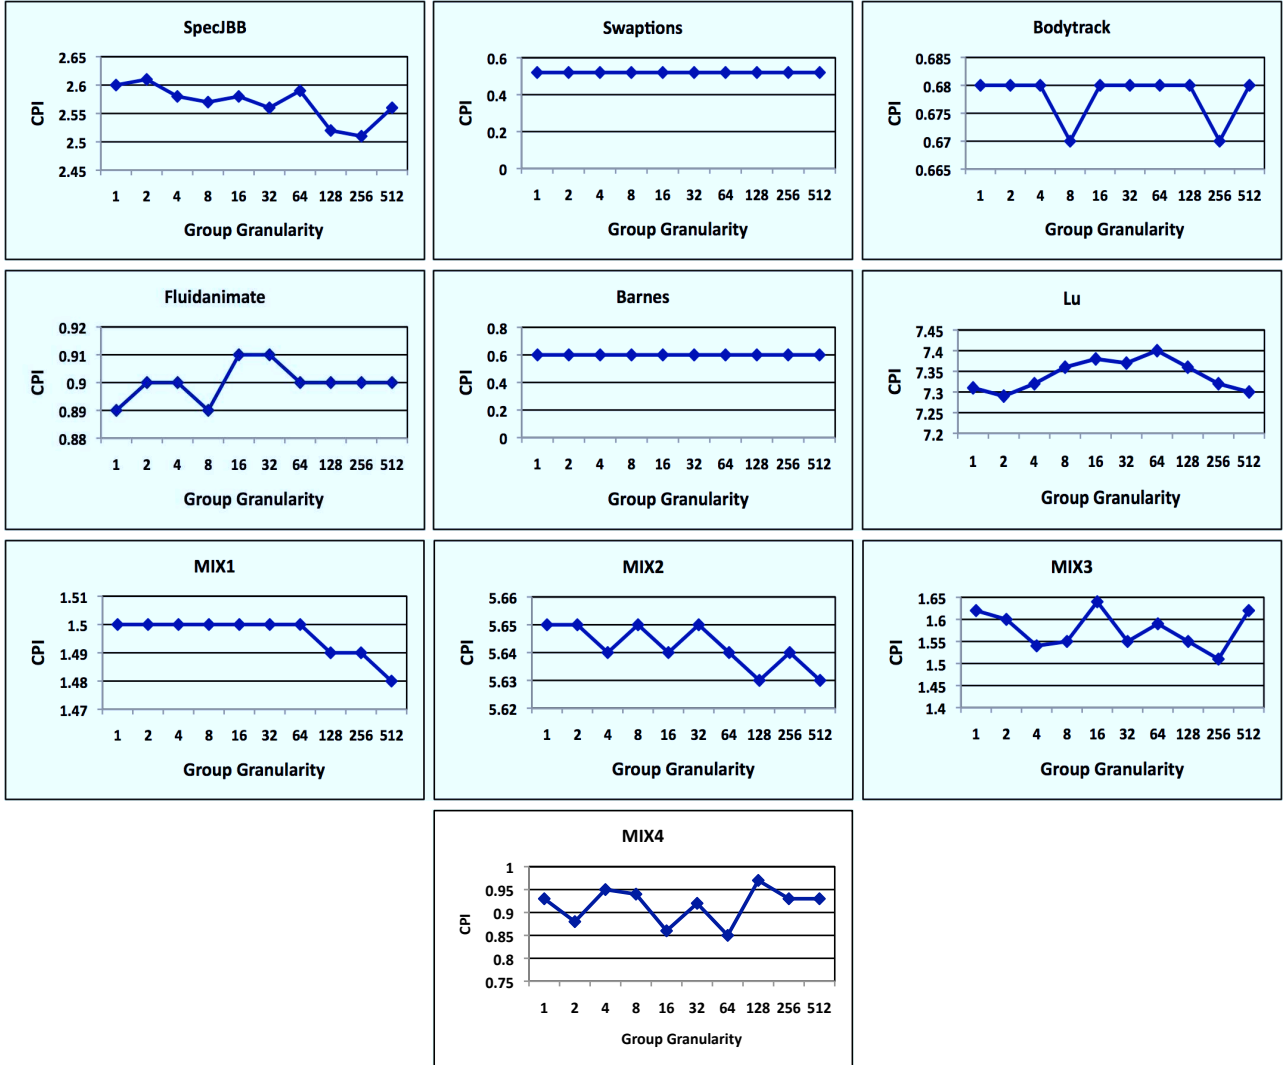 SpecJBB
2.65
2.6
2.55
2.5
2.45
CPI
1 2 4 8 16 32 64 128 256 512
Group Granularity
Swaptions
0.6
0.4
0.2
0
CPI
1 2 4 8 16 32 64 128 256 512
Group Granularity
Bodytrack
0.685
0.68
0.675
0.67
0.665
CPI
1 2 4 8 16 32 64 128 256 512
Group Granularity
Fluidanimate
0.92
0.91
0.9
0.89
0.88
CPI
1 2 4 8 16 32 64 128 256 512
Group Granularity
Barnes
0.8
0.6
0.4
0.2
0
CPI
1 2 4 8 16 32 64 128 256 512
Group Granularity
Lu
7.45
7.4
7.35
7.3
7.25
7.2
CPI
1 2 4 8 16 32 64 128 256 512
Group Granularity
MIX1
1.51
1.5
1.49
1.48
1.47
CPI
1 2 4 8 16 32 64 128 256 512
Group Granularity
MIX2
5.66
5.65
5.64
5.63
5.62
CPI
1 2 4 8 16 32 64 128 256 512
Group Granularity
MIX3
1.65
1.6
1.55
1.5
1.45
1.4
CPI
1 2 4 8 16 32 64 128 256 512
Group Granularity
MIX4
1
0.95
0.9
0.85
0.8
0.75
CPI
1 2 4 8 16 32 64 128 256 512
Group Granularity